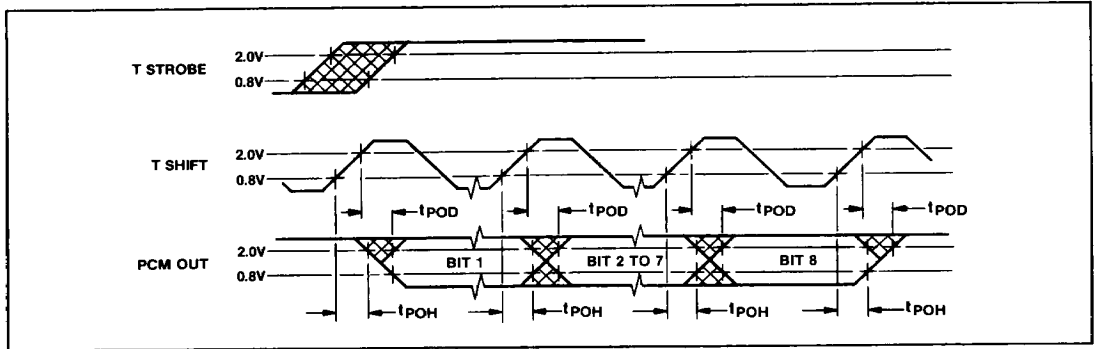 2.0V
T STROBE
0.8V
2.0V
T SHIFT
0.8V
tPOD tPOD tPOD tPOD
2.0V
PCM OUT BIT 1 BIT 2 TO 7 BIT 8
0.8V
tPOH tPOH tPOH tPOH